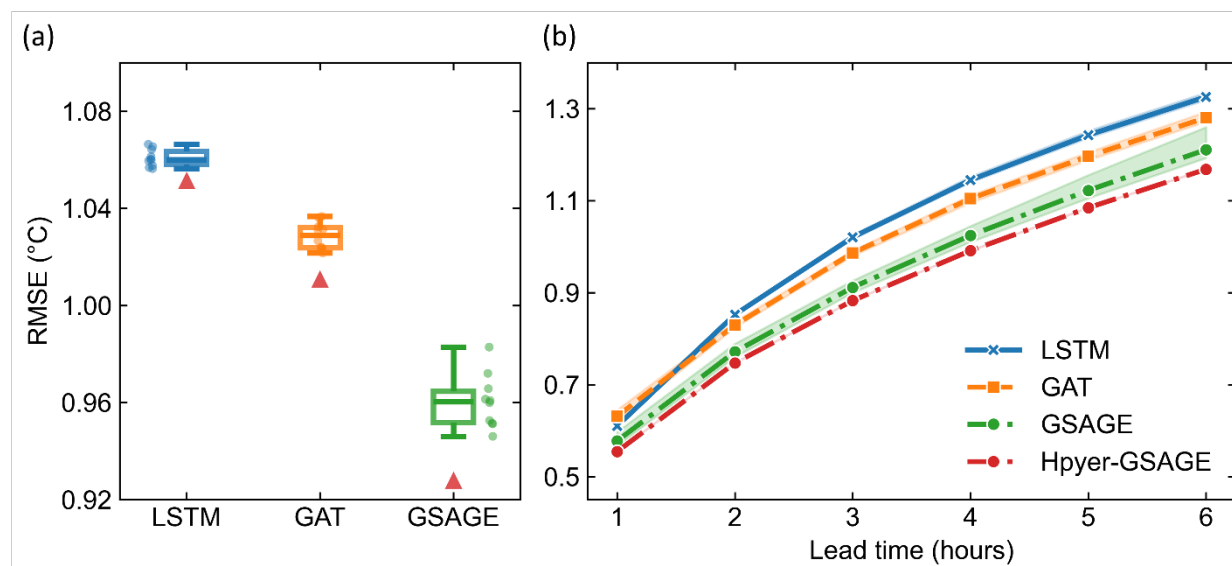 (a)
(b)
RMSE (°C)
1.08
1.04
1.00
0.96
0.92
LSTM GAT GSAGE
1.3
1.1
0.9
0.7
0.5
LSTM
GAT
GSAGE
Hpyer-GSAGE
1 2 3 4 5 6
Lead time (hours)